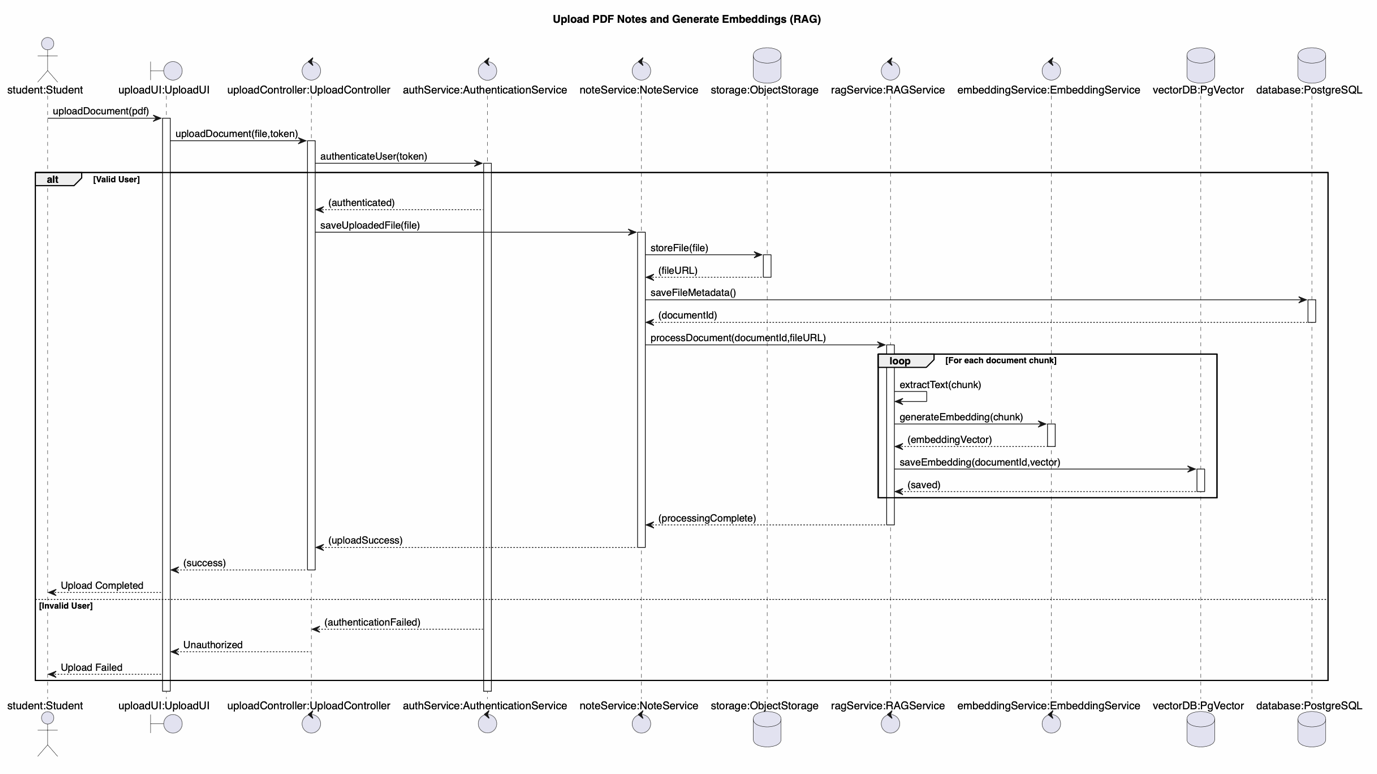 Upload PDF Notes and Generate Embeddings (RAG)
student:Student
uploadUI:UploadUI
uploadController:UploadController
authService:AuthenticationService
noteService:NoteService
storage:ObjectStorage
ragService:RAGService
embeddingService:EmbeddingService
vectorDB:PgVector
database:PostgreSQL
uploadDocument(pdf)
uploadDocument(file,token)
authenticateUser(token)
alt
[Valid User]
(authenticated)
saveUploadedFile(file)
storeFile(file)
(fileURL)
saveFileMetadata()
(documentId)
processDocument(documentId,fileURL)
loop
[For each document chunk]
extractText(chunk)
generateEmbedding(chunk)
(embeddingVector)
saveEmbedding(documentId,vector)
(saved)
(processingComplete)
(uploadSuccess)
(success)
Upload Completed
[Invalid User]
(authenticationFailed)
Unauthorized
Upload Failed
student:Student
uploadUI:UploadUI
uploadController:UploadController
authService:AuthenticationService
noteService:NoteService
storage:ObjectStorage
ragService:RAGService
embeddingService:EmbeddingService
vectorDB:PgVector
database:PostgreSQL